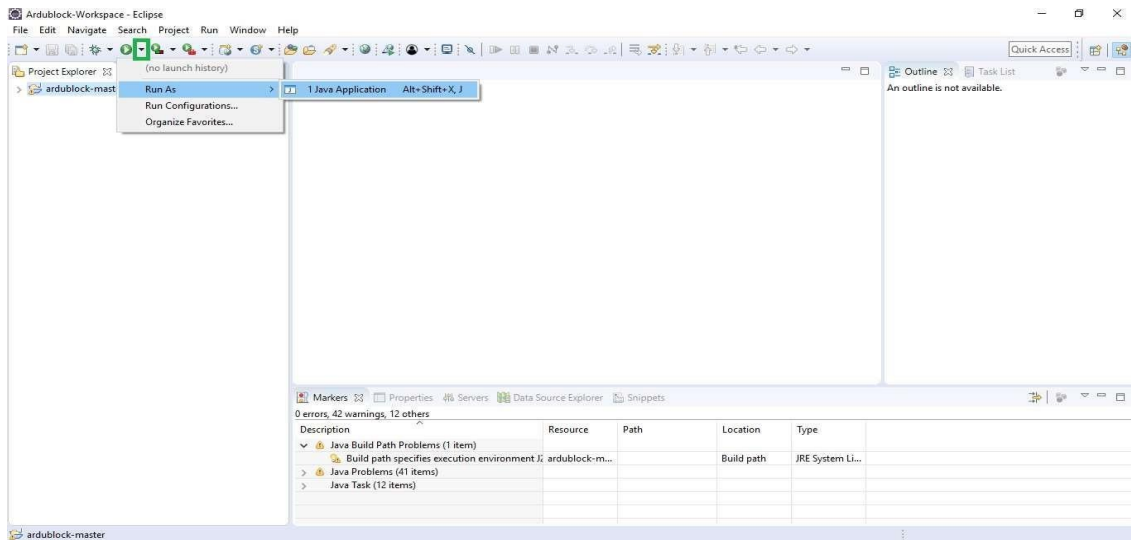 Ardublock-Workspace - Eclipse
File Edit Navigate Search Project Run Window Help
Quick Access
Project Explorer
(no launch history)
Outline
Task List
ardublock-mast
Run As
1 Java Application Alt+Shift+X, J
An outline is not available.
Run Configurations...
Organize Favorites...
Markers Properties Servers Data Source Explorer Snippets
0 errors, 42 warnings, 12 others
Description Resource Path Location Type
Java Build Path Problems (1 item)
Build path specifies execution environment ardublock-m... Build path JRE System Li...
Java Problems (41 items)
Java Task (12 items)
ardublock-master